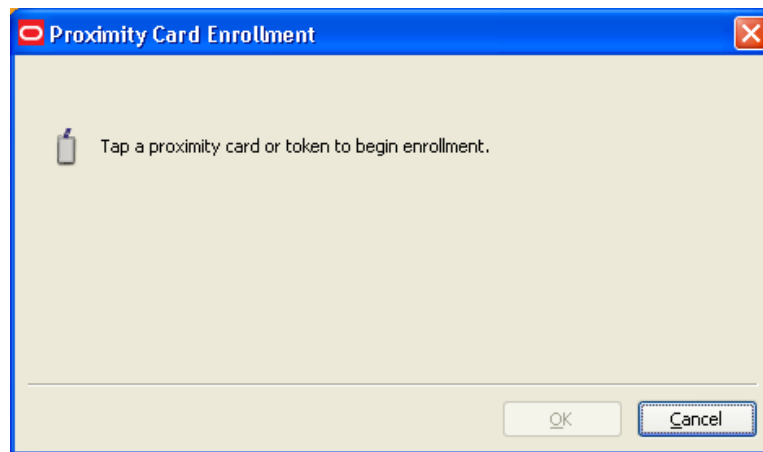 Proximity Card Enrollment
Tap a proximity card or token to begin enrollment.
OK
Cancel